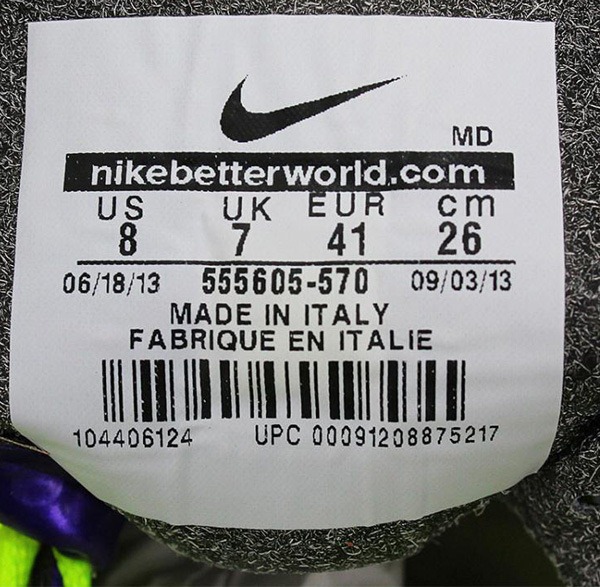 MD
nikebetterworld.com
US UK EUR cm
8 7 41 26
06/18/13 555605-570 09/03/13
MADE IN ITALY
FABRIQUE EN ITALIE
104406124 UPC 00091208875217